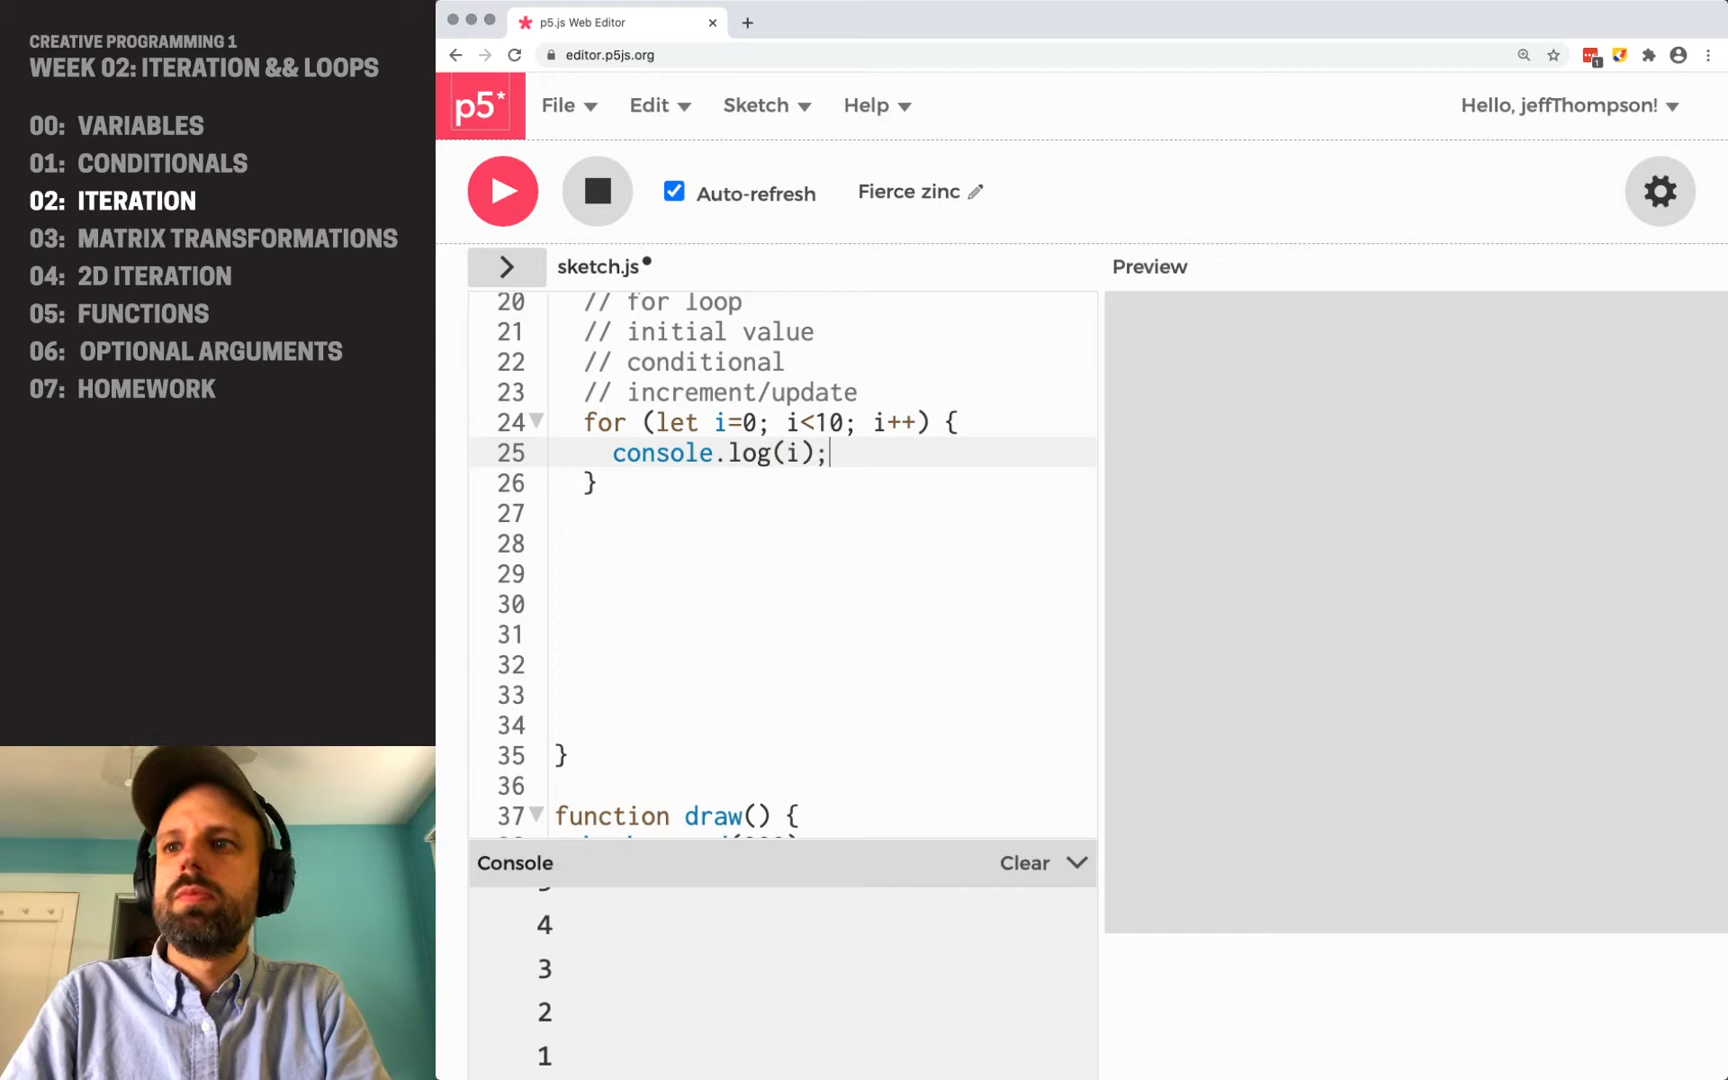 CREATIVE PROGRAMMING 1
WEEK 02: ITERATION && LOOPS
00: VARIABLES
01: CONDITIONALS
02: ITERATION
03: MATRIX TRANSFORMATIONS
04: 2D ITERATION
05: FUNCTIONS
06: OPTIONAL ARGUMENTS
07: HOMEWORK
p5.js Web Editor
editor.p5js.org
1
p5*
File
Edit
Sketch
Help
Hello, jeffThompson!
Auto-refresh
Fierce zinc
sketch.js
Preview
20 // for loop
21 // initial value
22 // conditional
23 // increment/update
24 for (let i=0; i<10; i++) {
25 console.log(i);
26 }
27
28
29
30
31
32
33
34
35 }
36
37 function draw() {
Console
Clear
4
3
2
1